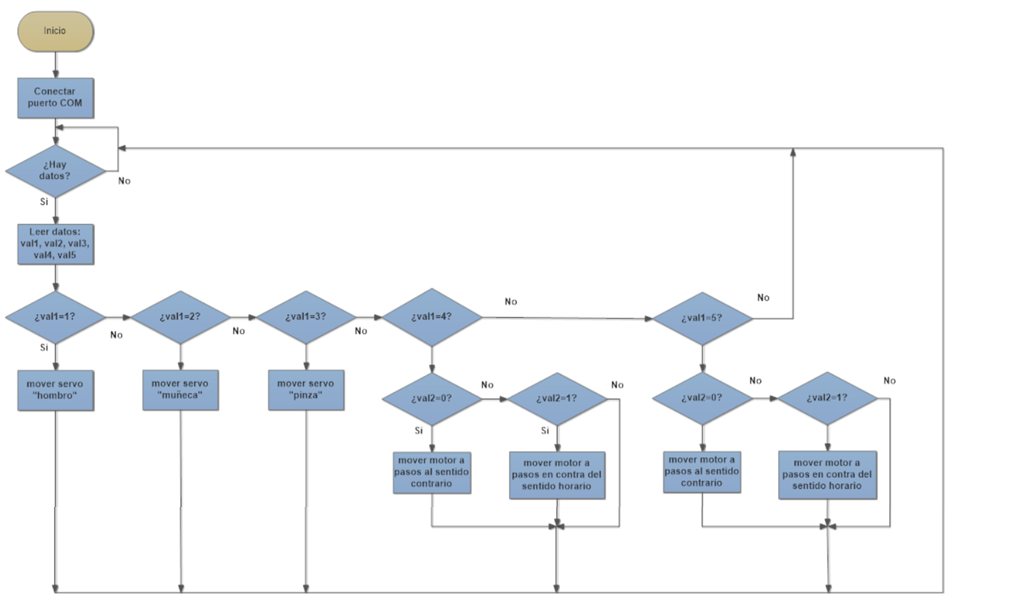 Inicio
Conectar
puerto COM
¿Hay
datos?
No
Si
Leer datos:
val1, val2, val3,
val4, val5
¿val1=1?
No
Si
¿val1=2?
No
¿val1=3?
No
¿val1=4?
No
¿val1=5?
No
mover servo
"hombro"
mover servo
"muñeca"
mover servo
"pinza"
¿val2=0?
No
Si
¿val2=1?
No
Si
¿val2=0?
No
¿val2=1?
No
mover motor a
pasos al sentido
contrario
mover motor a
pasos en contra del
sentido horario
mover motor a
pasos al sentido
contrario
mover motor a
pasos en contra del
sentido horario